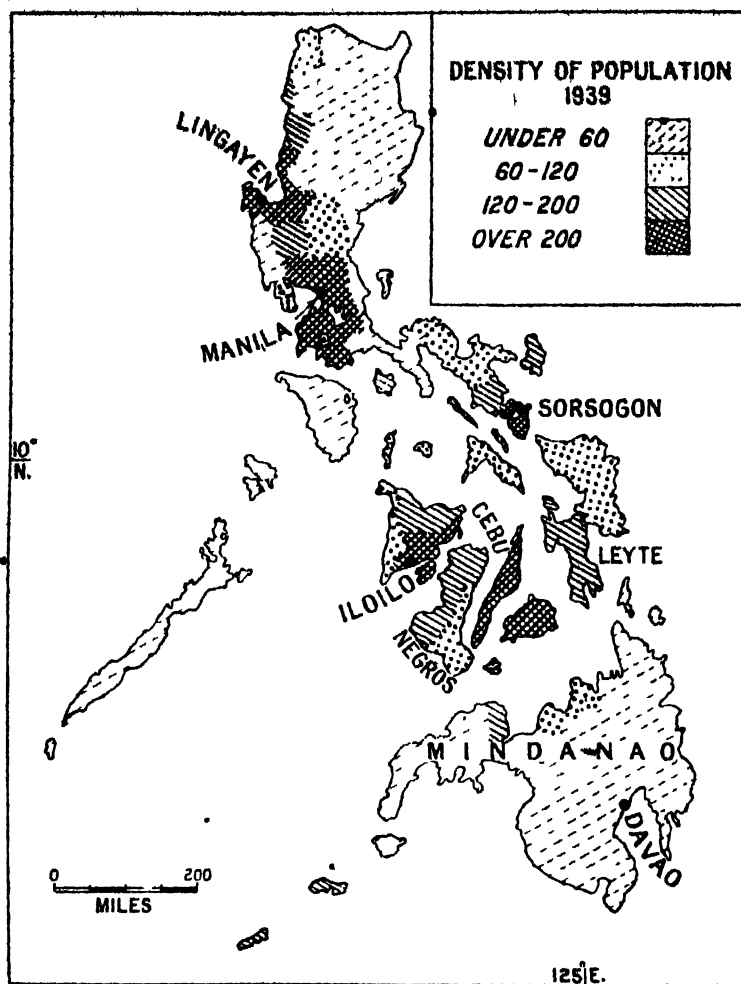 DENSITY OF POPULATION
1939
UNDER 60
60-120
120-200
OVER 200
LINGAYEN
MANILA
SORSOGON
10°
N.
CEBU
LEYTE
ILOILO
NEGROS
MINDANAO
DAVAO
0 200
MILES
125°E.